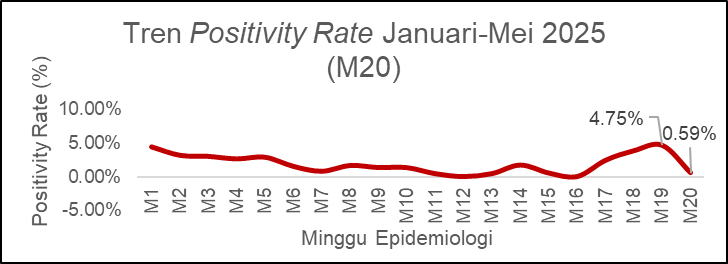 Tren Positivity Rate Januari-Mei 2025
(M20)
Positivity Rate (%)
10.00%
5.00%
0.00%
-5.00%
4.75%
0.59%
M1
M2
M3
M4
M5
M6
M7
M8
M9
M10
M11
M12
M13
M14
M15
M16
M17
M18
M19
M20
Minggu Epidemiologi